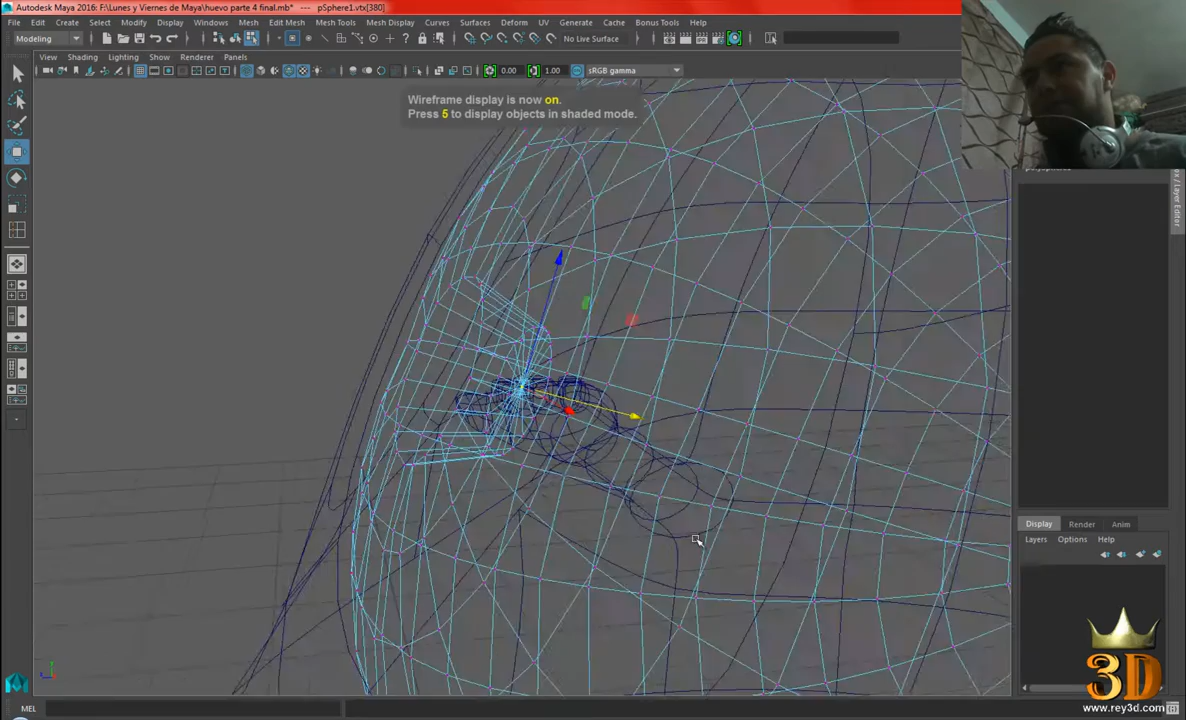 Autodesk Maya 2016: F:\Lunes y Viernes de Maya\huevo parte 4 final.mb* --- pSphere1.vtx[380]
File Edit Create Select Modify Display Windows Mesh Edit Mesh Mesh Tools Mesh Display Curves Surfaces Deform UV Generate Cache Bonus Tools Help
Modeling No Live Surface
View Shading Lighting Show Renderer Panels
0.00 1.00 sRGB gamma
Wireframe display is now on.
Press 5 to display objects in shaded mode.
Display Render Anim
Layers Options Help
3D
www.rey3d.com
MEL